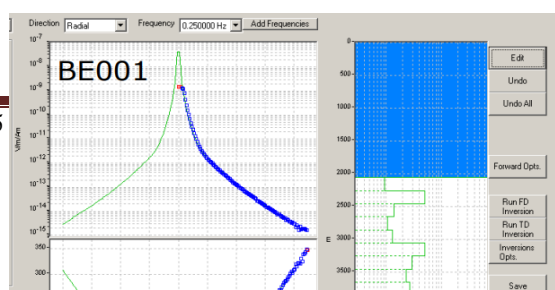 Direction Radial Frequency 0.250000 Hz Add Frequencies
BE001
V/m/Am
10-7
10-8
10-9
10-10
10-11
10-12
10-13
10-14
10-15
350
300
0
500
1000
1500
2000
2500
m
3000
3500
Edit
Undo
Undo All
Forward Opts.
Run FD
Inversion
Run TD
Inversion
Inversions
Opts.
Save